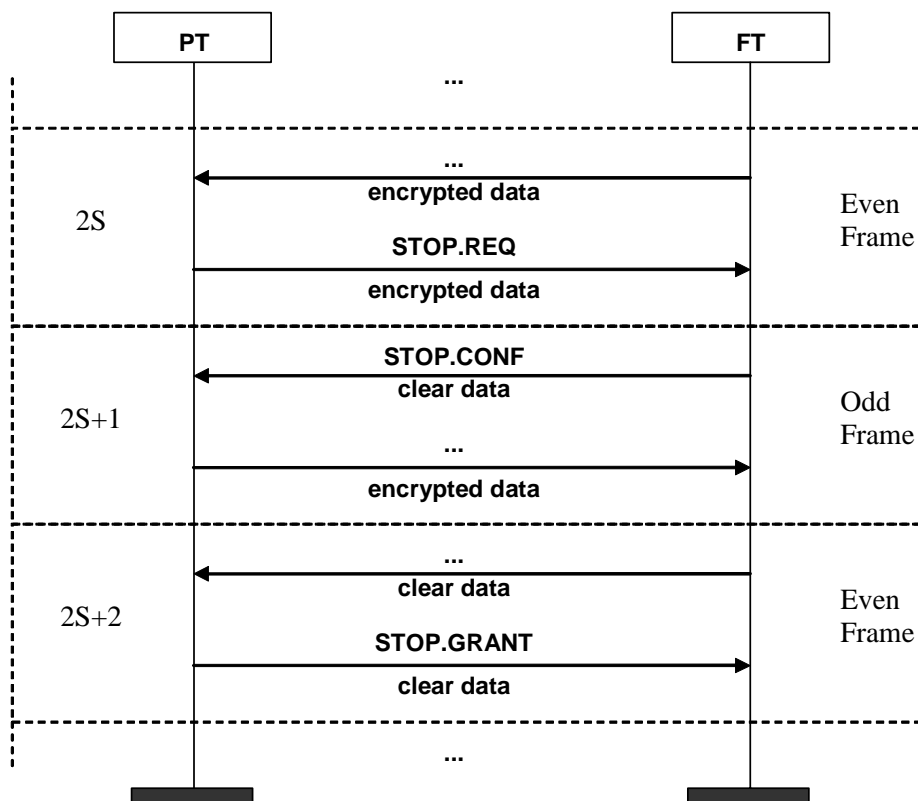 PT
FT
...
...
encrypted data
2S
Even
Frame
STOP.REQ
encrypted data
STOP.CONF
clear data
2S+1
Odd
Frame
...
encrypted data
...
clear data
2S+2
Even
Frame
STOP.GRANT
clear data
...